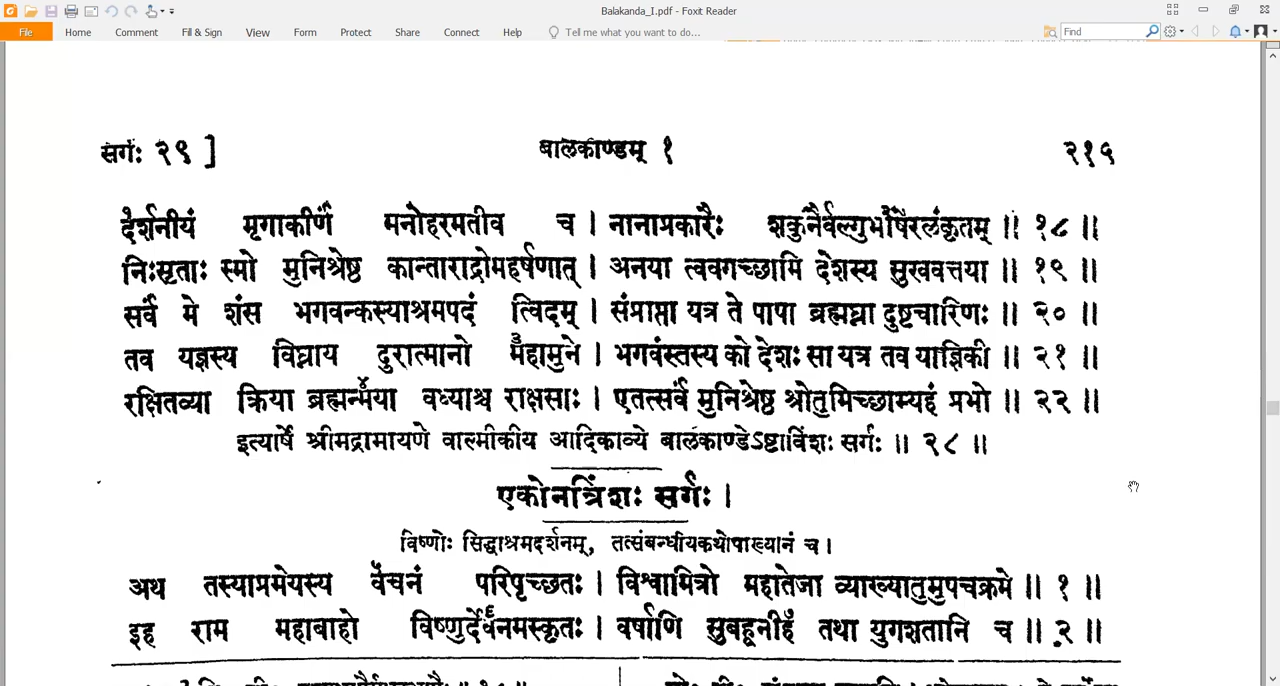 Balakanda_I.pdf - Foxit Reader
File Home Comment Fill & Sign View Form Protect Share Connect Help Tell me what you want to do... Find
सर्गः २९ ] बालकाण्डम् १ २१५
दर्शनीयं मृगाकीर्णं मनोहरमतीव च । नानाप्रकारैः शकुनैर्वल्गुभाषैरलंकृतम् ॥ १८ ॥
निःसृताः स्मो मुनिश्रेष्ठ कान्ताराद्रोमहर्षणात् । अनया त्ववगच्छामि देशस्य सुखवत्तया ॥ १९ ॥
सर्वं मे शंस भगवन्कस्याश्रमपदं त्विदम् । संप्राप्ता यत्र ते पापा ब्रह्मघ्ना दुष्टचारिणः ॥ २० ॥
तव यज्ञस्य विघ्नाय दुरात्मानो महामुने । भगवंस्तस्य को देशः सा यत्र तव याज्ञिकी ॥ २१ ॥
रक्षितव्या क्रिया ब्रह्मन्मया वध्याश्च राक्षसाः । एतत्सर्वं मुनिश्रेष्ठ श्रोतुमिच्छाम्यहं प्रभो ॥ २२ ॥
इत्यार्षे श्रीमद्रामायणे वाल्मीकीय आदिकाव्ये बालकाण्डेऽष्टाविंशः सर्गः ॥ २८ ॥
एकोनत्रिंशः सर्गः ।
विष्णोः सिद्धाश्रमदर्शनम्, तत्संबन्धीयकथोपाख्यानं च ।
अथ तस्याप्रमेयस्य वचनं परिपृच्छतः । विश्वामित्रो महातेजा व्याख्यातुमुपचक्रमे ॥ १ ॥
इह राम महाबाहो विष्णुर्देवनमस्कृतः । वर्षाणि सुबहूनीह तथा युगशतानि च ॥ २ ॥